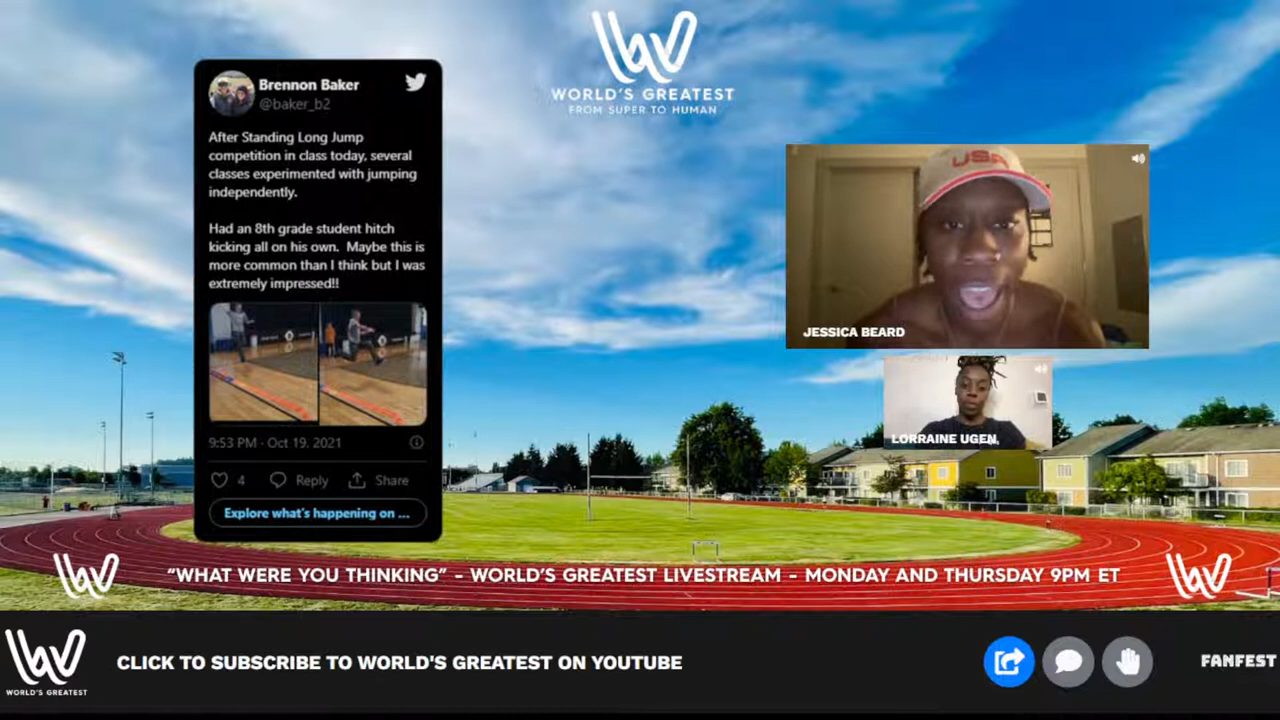 WORLD'S GREATEST
FROM SUPER TO HUMAN
Brennon Baker
@baker_b2
After Standing Long Jump
competition in class today, several
classes experimented with jumping
independently.
Had an 8th grade student hitch
kicking all on his own. Maybe this is
more common than I think but I was
extremely impressed!!
9:53 PM · Oct 19, 2021
4 Reply Share
Explore what's happening on ...
USA
JESSICA BEARD
LORRAINE UGEN,
"WHAT WERE YOU THINKING" - WORLD'S GREATEST LIVESTREAM - MONDAY AND THURSDAY 9PM ET
WORLD'S GREATEST
CLICK TO SUBSCRIBE TO WORLD'S GREATEST ON YOUTUBE
FANFEST